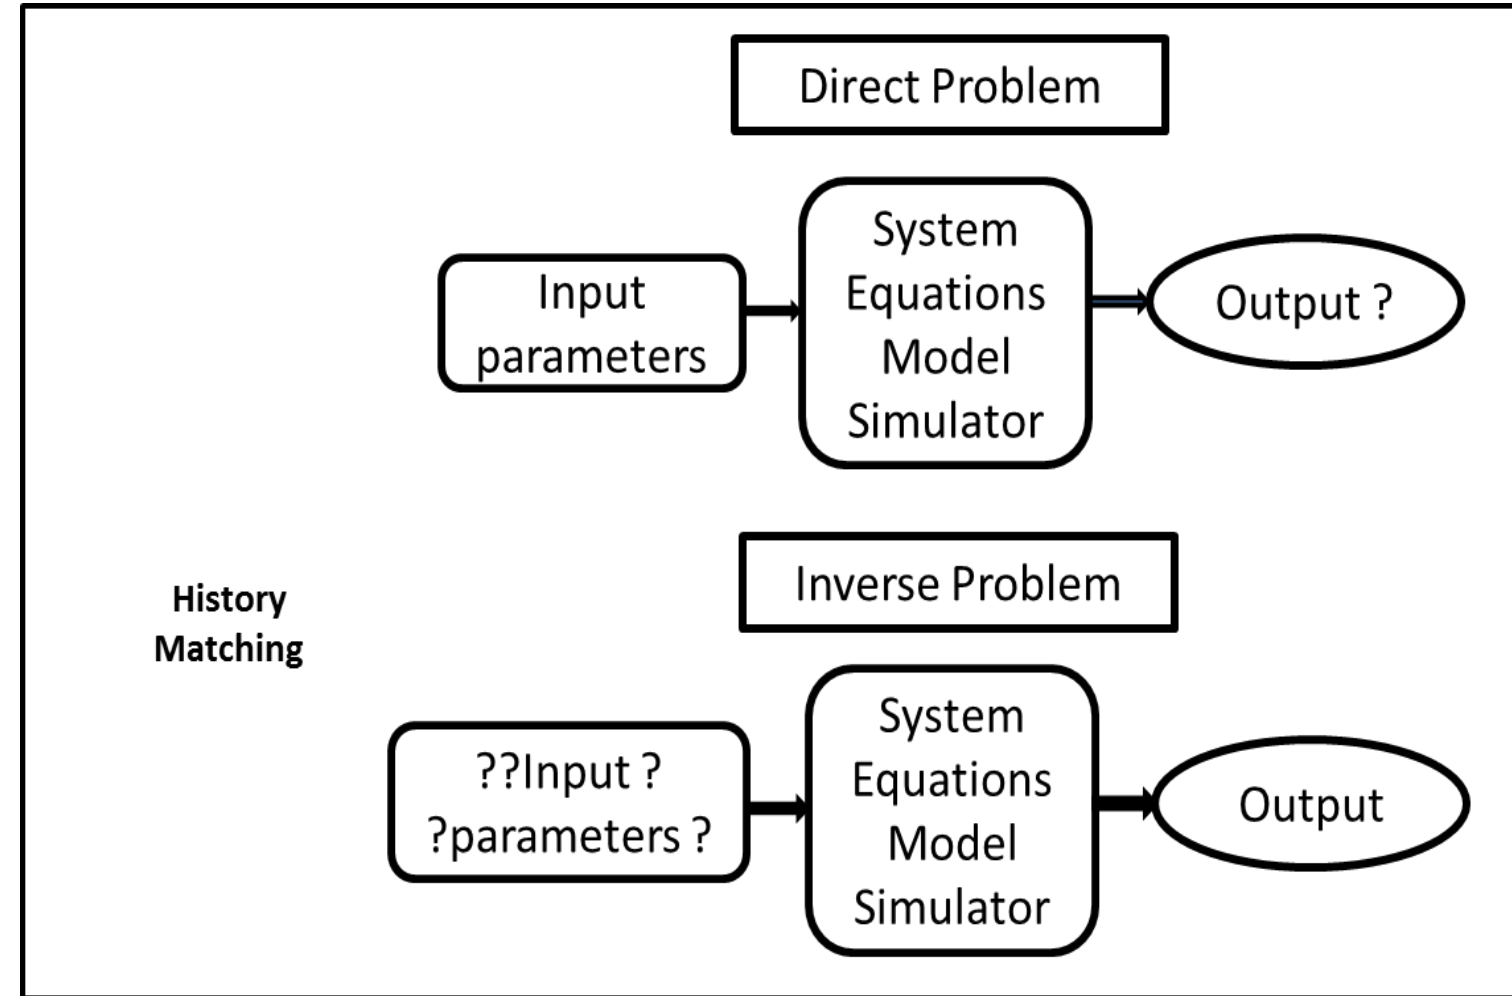 Direct Problem
Input
parameters
System
Equations
Model
Simulator
Output ?
Inverse Problem
History
Matching
??Input ?
?parameters ?
System
Equations
Model
Simulator
Output